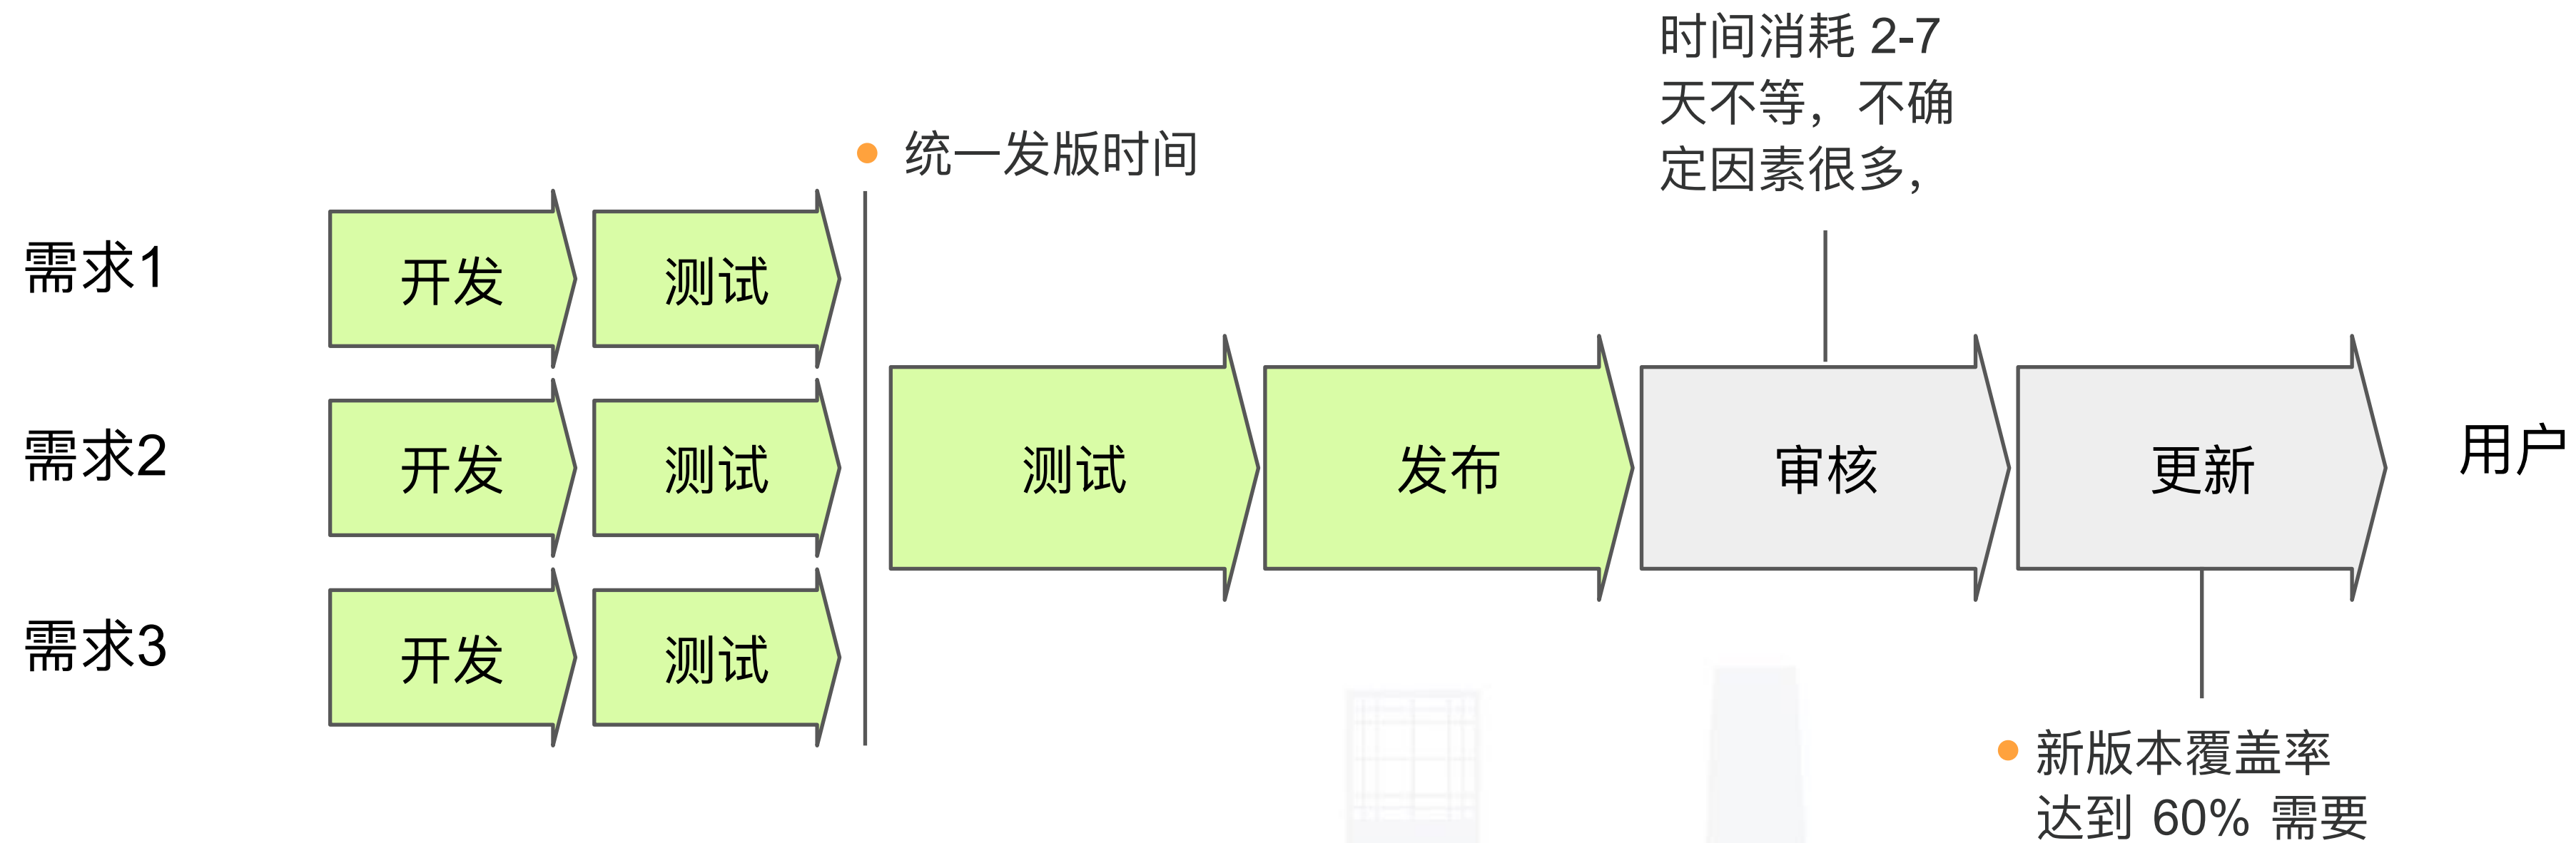 时间消耗 2-7
天不等，不确
定因素很多，
统一发版时间
需求1
开发
测试
需求2
开发
测试
测试
发布
审核
更新
用户
需求3
开发
测试
新版本覆盖率
达到 60% 需要